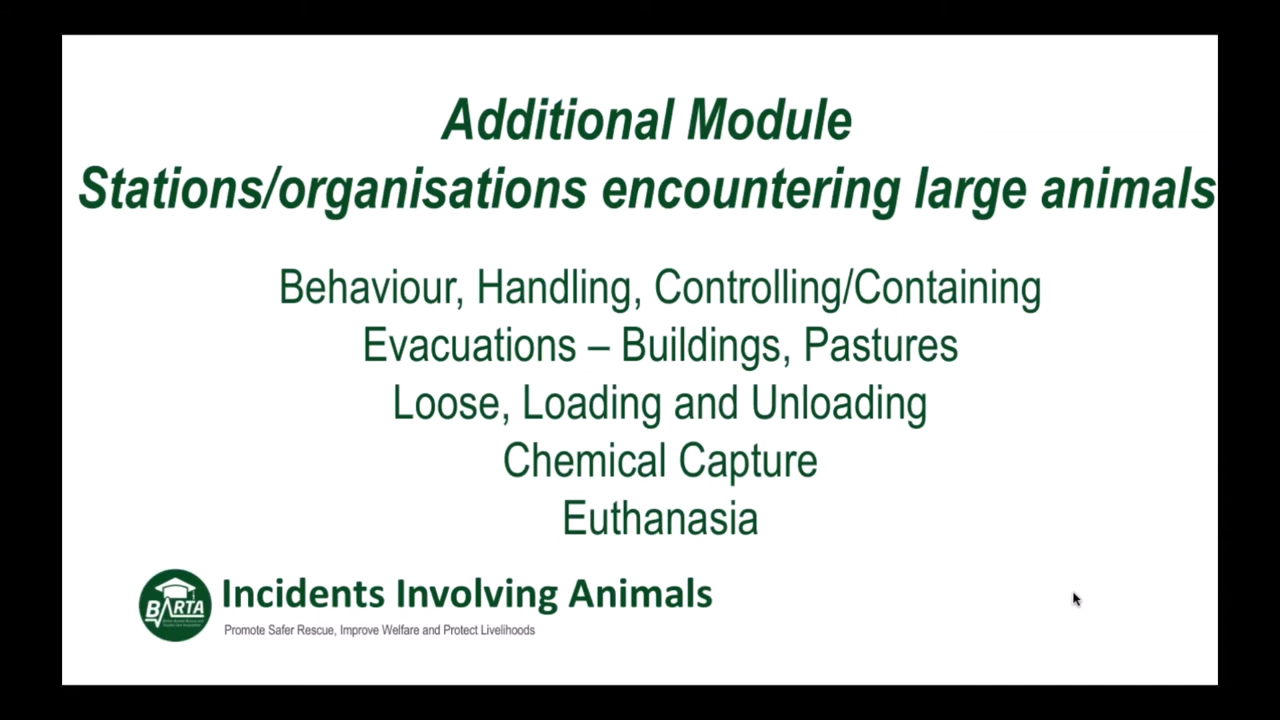 Additional Module
Stations/organisations encountering large animals
Behaviour, Handling, Controlling/Containing
Evacuations – Buildings, Pastures
Loose, Loading and Unloading
Chemical Capture
Euthanasia
BARTA
Incidents Involving Animals
Promote Safer Rescue, Improve Welfare and Protect Livelihoods